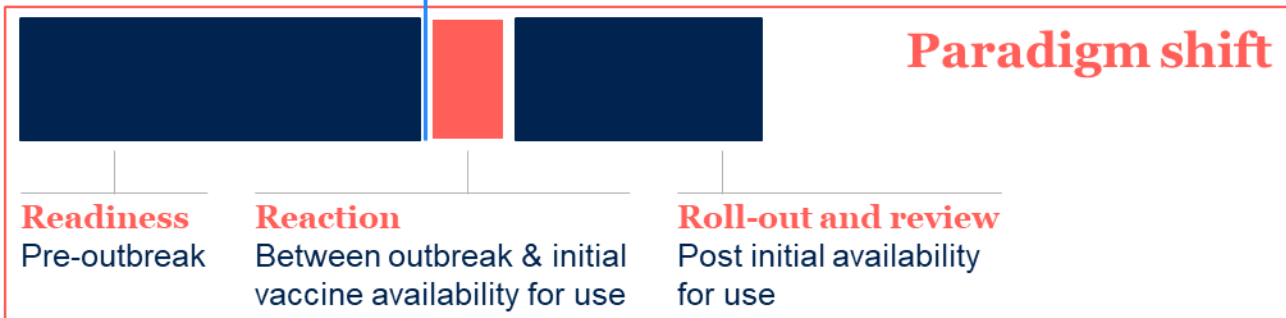 Paradigm shift
Readiness
Pre-outbreak
Reaction
Between outbreak & initial
vaccine availability for use
Roll-out and review
Post initial availability
for use